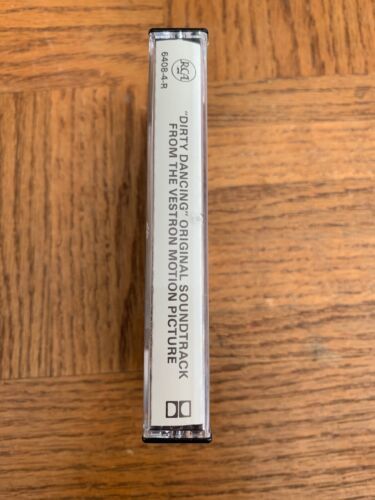 RCA
6408-4-R
"DIRTY DANCING" ORIGINAL SOUNDTRACK
FROM THE VESTRON MOTION PICTURE